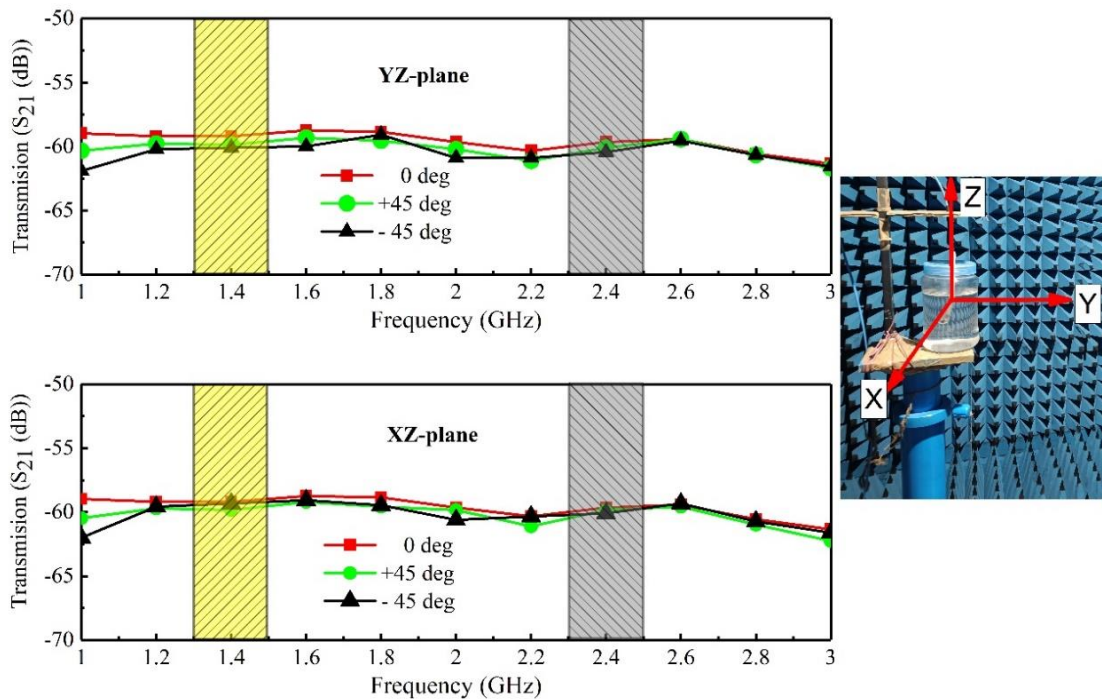 -50
-55
-60
-65
-70
Transmision (S21 (dB))
YZ-plane
0 deg
+45 deg
- 45 deg
1 1.2 1.4 1.6 1.8 2 2.2 2.4 2.6 2.8 3
Frequency (GHz)
-50
-55
-60
-65
-70
Transmision (S21 (dB))
XZ-plane
0 deg
+45 deg
- 45 deg
1 1.2 1.4 1.6 1.8 2 2.2 2.4 2.6 2.8 3
Frequency (GHz)
Z
Y
X